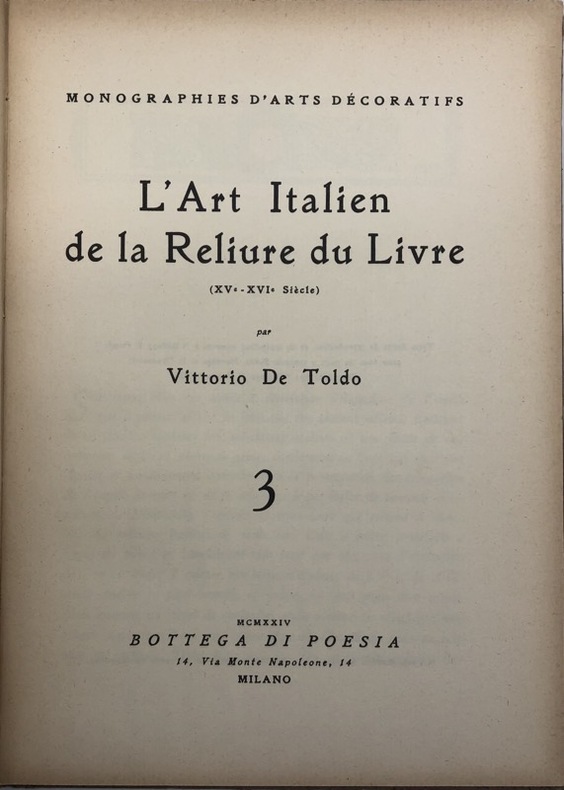 MONOGRAPHIES D'ARTS DÉCORATIFS
L'Art Italien
de la Reliure du Livre
(XVe-XVIe Siècle)
par
Vittorio De Toldo
3
MCMXXIV
BOTTEGA DI POESIA
14, Via Monte Napoleone, 14
MILANO